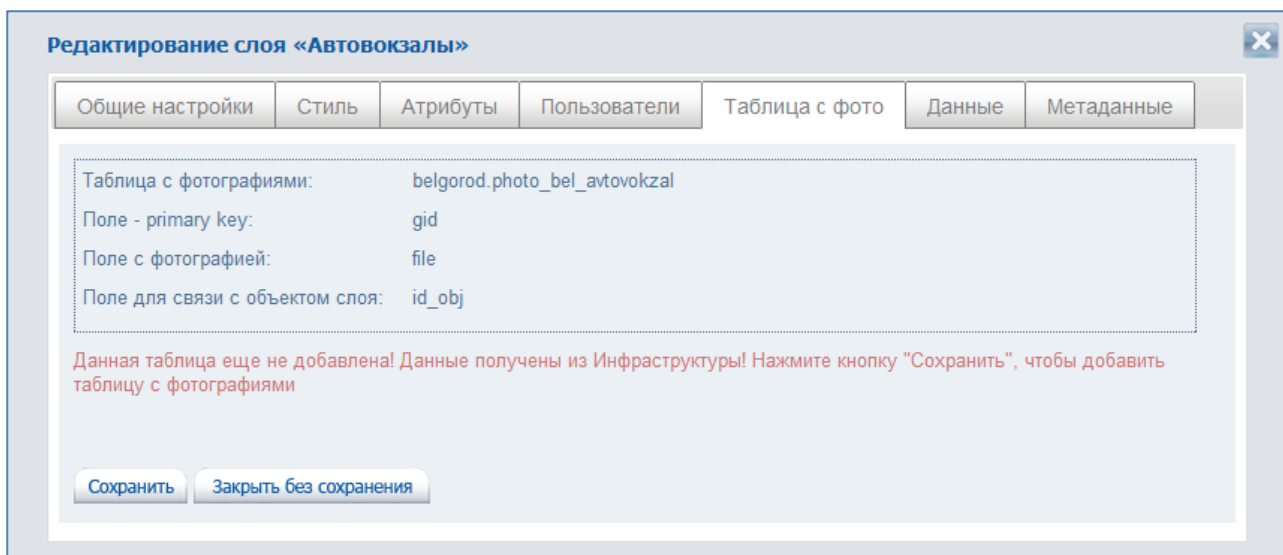 Редактирование слоя «Автовокзалы»
Общие настройки Стиль Атрибуты Пользователи Таблица с фото Данные Метаданные
Таблица с фотографиями: belgorod.photo_bel_avtovokzal
Поле - primary key: gid
Поле с фотографией: file
Поле для связи с объектом слоя: id_obj
Данная таблица еще не добавлена! Данные получены из Инфраструктуры! Нажмите кнопку "Сохранить", чтобы добавить
таблицу с фотографиями
Сохранить Закрыть без сохранения